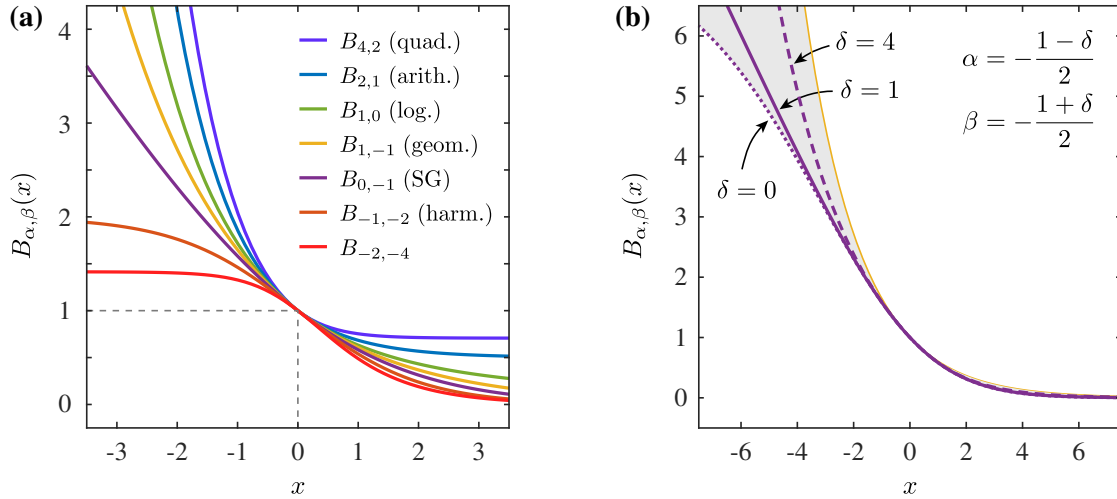 (a)
4
3
2
1
0
B_{α,β}(x)
-3 -2 -1 0 1 2 3
x
B_{4,2} (quad.)
B_{2,1} (arith.)
B_{1,0} (log.)
B_{1,−1} (geom.)
B_{0,−1} (SG)
B_{−1,−2} (harm.)
B_{−2,−4}
(b)
6
5
4
3
2
1
0
B_{α,β}(x)
-6 -4 -2 0 2 4 6
x
δ = 4
δ = 1
δ = 0
α = −\frac{1 − δ}{2}
β = −\frac{1 + δ}{2}